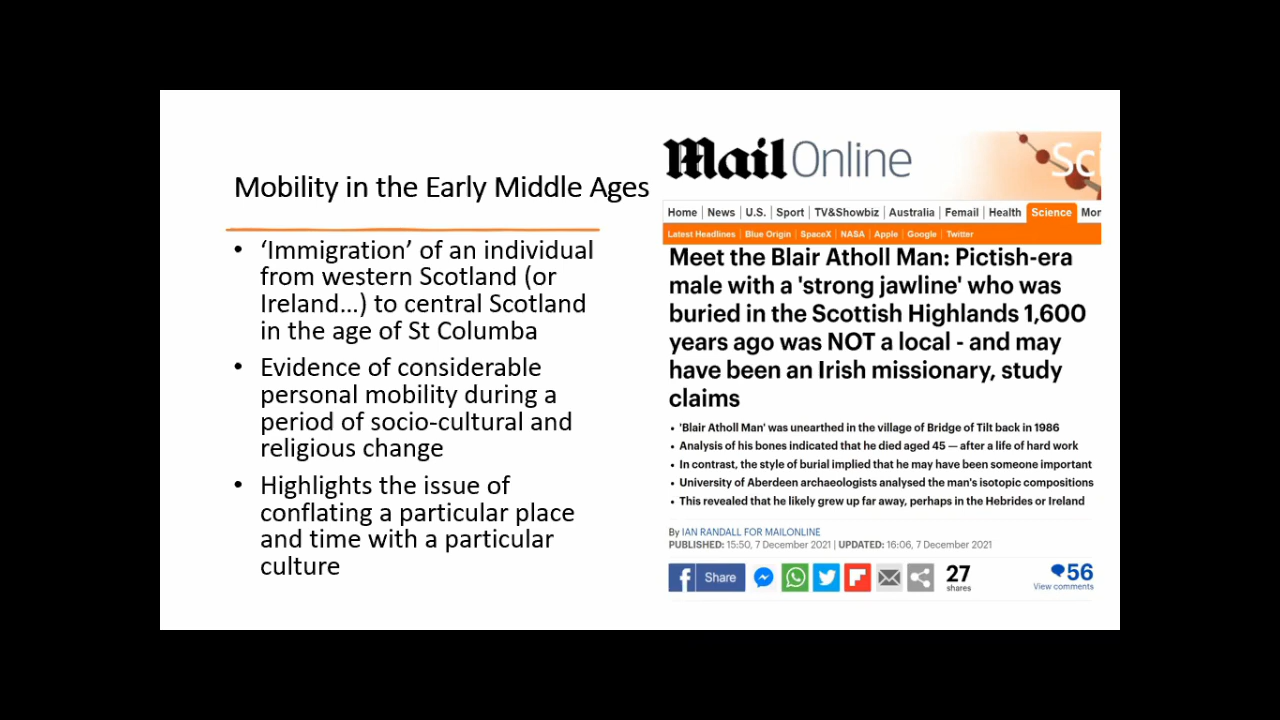 Mobility in the Early Middle Ages
• ‘Immigration’ of an individual
from western Scotland (or
Ireland…) to central Scotland
in the age of St Columba
• Evidence of considerable
personal mobility during a
period of socio-cultural and
religious change
• Highlights the issue of
conflating a particular place
and time with a particular
culture
Mail Online
Sci
Home | News | U.S. | Sport | TV&Showbiz | Australia | Femail | Health | Science | Mor
Latest Headlines | Blue Origin | SpaceX | NASA | Apple | Google | Twitter
Meet the Blair Atholl Man: Pictish-era
male with a 'strong jawline' who was
buried in the Scottish Highlands 1,600
years ago was NOT a local - and may
have been an Irish missionary, study
claims
• 'Blair Atholl Man' was unearthed in the village of Bridge of Tilt back in 1986
• Analysis of his bones indicated that he died aged 45 — after a life of hard work
• In contrast, the style of burial implied that he may have been someone important
• University of Aberdeen archaeologists analysed the man's isotopic compositions
• This revealed that he likely grew up far away, perhaps in the Hebrides or Ireland
By IAN RANDALL FOR MAILONLINE
PUBLISHED: 15:50, 7 December 2021 | UPDATED: 16:06, 7 December 2021
f Share
27
shares
56
View comments